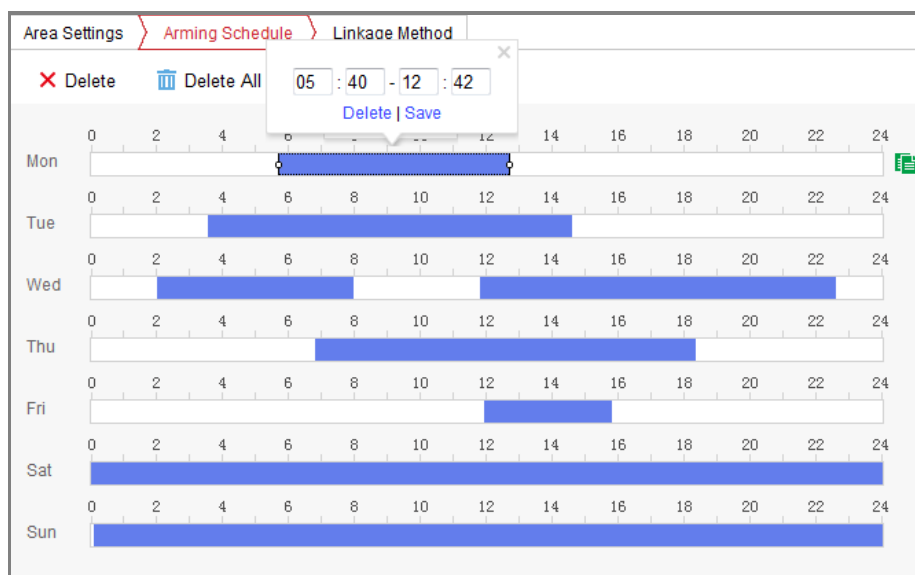 Area Settings Arming Schedule Linkage Method
Delete Delete All
05 : 40 - 12 : 42
Delete | Save
0 2 4 6 12 14 16 18 20 22 24
Mon
0 2 4 6 8 10 12 14 16 18 20 22 24
Tue
0 2 4 6 8 10 12 14 16 18 20 22 24
Wed
0 2 4 6 8 10 12 14 16 18 20 22 24
Thu
0 2 4 6 8 10 12 14 16 18 20 22 24
Fri
0 2 4 6 8 10 12 14 16 18 20 22 24
Sat
0 2 4 6 8 10 12 14 16 18 20 22 24
Sun